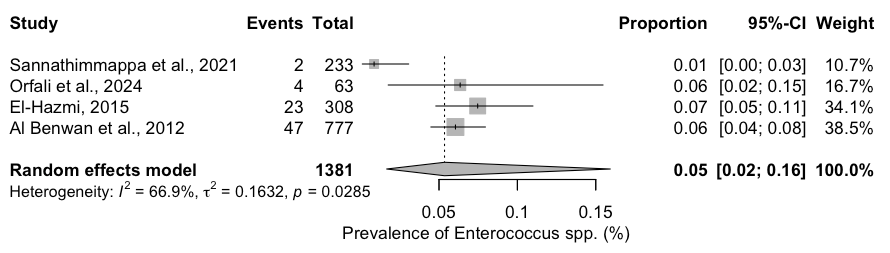 Study Events Total Proportion 95%-CI Weight
Sannathimmappa et al., 2021 2 233 0.01 [0.00; 0.03] 10.7%
Orfali et al., 2024 4 63 0.06 [0.02; 0.15] 16.7%
El-Hazmi, 2015 23 308 0.07 [0.05; 0.11] 34.1%
Al Benwan et al., 2012 47 777 0.06 [0.04; 0.08] 38.5%
Random effects model 1381 0.05 [0.02; 0.16] 100.0%
Heterogeneity: I² = 66.9%, τ² = 0.1632, p = 0.0285
0.05 0.1 0.15
Prevalence of Enterococcus spp. (%)